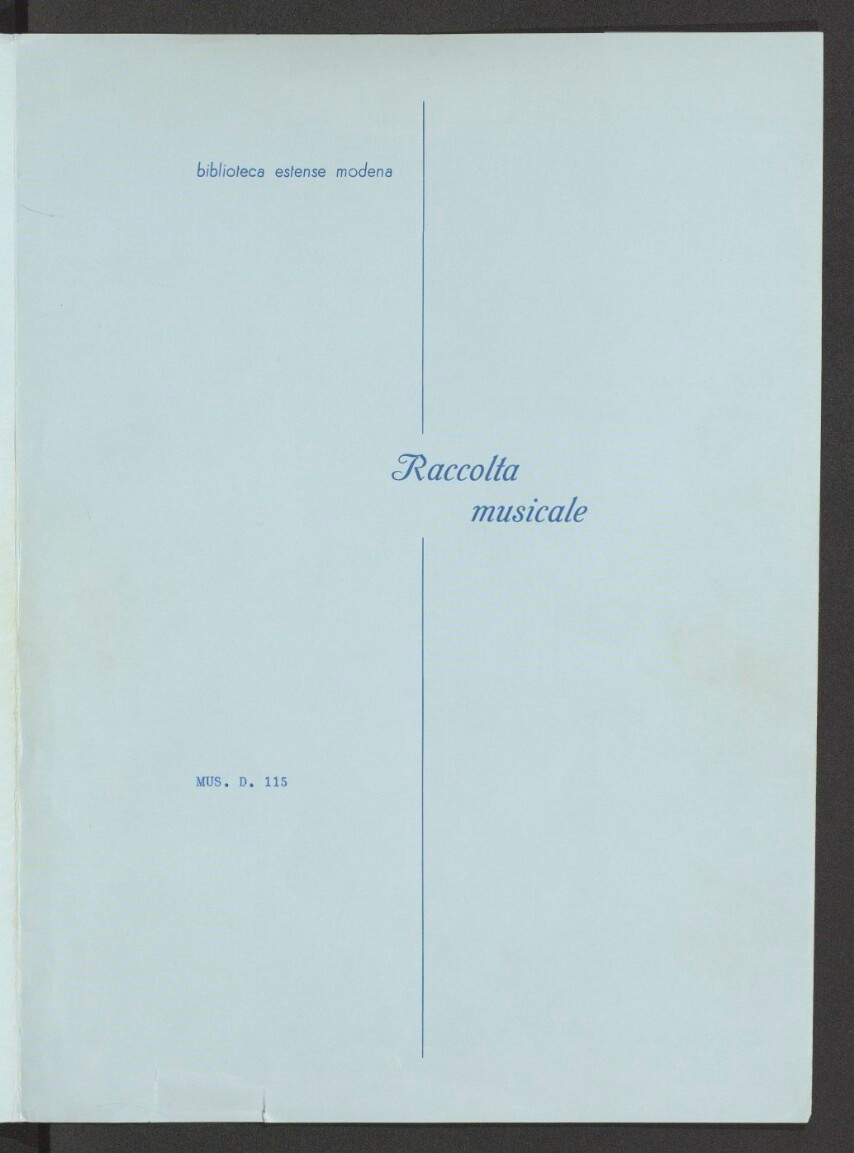 biblioteca estense modena
Raccolta
musicale
MUS. D. 115